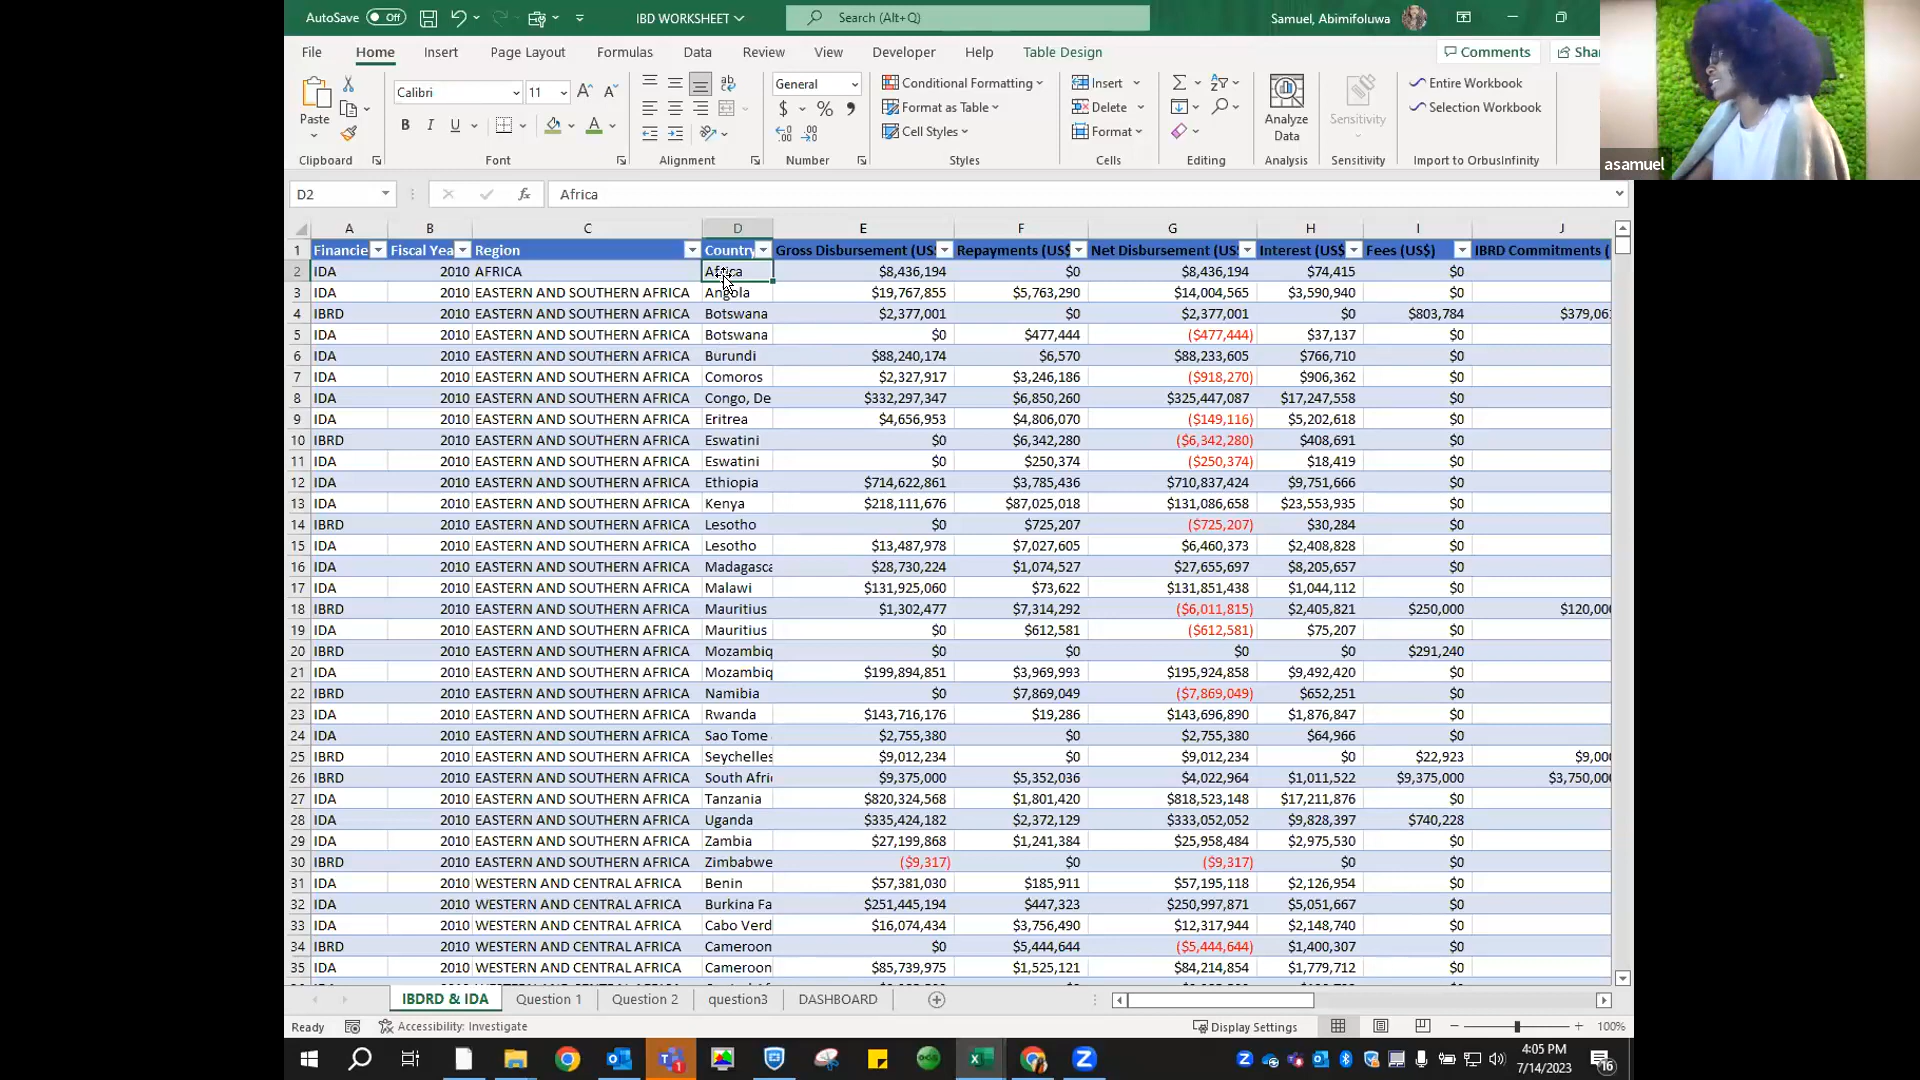 AutoSave Off IBD WORKSHEET Search (Alt+Q) Samuel, Abimifoluwa
File Home Insert Page Layout Formulas Data Review View Developer Help Table Design Comments
Paste Calibri 11 General Conditional Formatting Insert Analyze Data Sensitivity Entire Workbook
B I U $ % Format as Table Delete Selection Workbook
Cell Styles Format
Clipboard Font Alignment Number Styles Cells Editing Analysis Sensitivity Import to OrbusInfinity
asamuel
D2 fx Africa
A B C D E F G H I J
1 Financie Fiscal Yea Region Country Gross Disbursement (US Repayments (US$ Net Disbursement (US Interest (US$ Fees (US$) IBRD Commitments (
2 IDA 2010 AFRICA Africa $8,436,194 $0 $8,436,194 $74,415 $0
3 IDA 2010 EASTERN AND SOUTHERN AFRICA Angola $19,767,855 $5,763,290 $14,004,565 $3,590,940 $0
4 IBRD 2010 EASTERN AND SOUTHERN AFRICA Botswana $2,377,001 $0 $2,377,001 $0 $803,784 $379,06
5 IDA 2010 EASTERN AND SOUTHERN AFRICA Botswana $0 $477,444 ($477,444) $37,137 $0
6 IDA 2010 EASTERN AND SOUTHERN AFRICA Burundi $88,240,174 $6,570 $88,233,605 $766,710 $0
7 IDA 2010 EASTERN AND SOUTHERN AFRICA Comoros $2,327,917 $3,246,186 ($918,270) $906,362 $0
8 IDA 2010 EASTERN AND SOUTHERN AFRICA Congo, De $332,297,347 $6,850,260 $325,447,087 $17,247,558 $0
9 IDA 2010 EASTERN AND SOUTHERN AFRICA Eritrea $4,656,953 $4,806,070 ($149,116) $5,202,618 $0
10 IBRD 2010 EASTERN AND SOUTHERN AFRICA Eswatini $0 $6,342,280 ($6,342,280) $408,691 $0
11 IDA 2010 EASTERN AND SOUTHERN AFRICA Eswatini $0 $250,374 ($250,374) $18,419 $0
12 IDA 2010 EASTERN AND SOUTHERN AFRICA Ethiopia $714,622,861 $3,785,436 $710,837,424 $9,751,666 $0
13 IDA 2010 EASTERN AND SOUTHERN AFRICA Kenya $218,111,676 $87,025,018 $131,086,658 $23,553,935 $0
14 IBRD 2010 EASTERN AND SOUTHERN AFRICA Lesotho $0 $725,207 ($725,207) $30,284 $0
15 IDA 2010 EASTERN AND SOUTHERN AFRICA Lesotho $13,487,978 $7,027,605 $6,460,373 $2,408,828 $0
16 IDA 2010 EASTERN AND SOUTHERN AFRICA Madagasca $28,730,224 $1,074,527 $27,655,697 $8,205,657 $0
17 IDA 2010 EASTERN AND SOUTHERN AFRICA Malawi $131,925,060 $73,622 $131,851,438 $1,044,112 $0
18 IBRD 2010 EASTERN AND SOUTHERN AFRICA Mauritius $1,302,477 $7,314,292 ($6,011,815) $2,405,821 $250,000 $120,000
19 IDA 2010 EASTERN AND SOUTHERN AFRICA Mauritius $0 $612,581 ($612,581) $75,207 $0
20 IBRD 2010 EASTERN AND SOUTHERN AFRICA Mozambiq $0 $0 $0 $0 $291,240
21 IDA 2010 EASTERN AND SOUTHERN AFRICA Mozambiq $199,894,851 $3,969,993 $195,924,858 $9,492,420 $0
22 IBRD 2010 EASTERN AND SOUTHERN AFRICA Namibia $0 $7,869,049 ($7,869,049) $652,251 $0
23 IDA 2010 EASTERN AND SOUTHERN AFRICA Rwanda $143,716,176 $19,286 $143,696,890 $1,876,847 $0
24 IDA 2010 EASTERN AND SOUTHERN AFRICA Sao Tome $2,755,380 $0 $2,755,380 $64,966 $0
25 IBRD 2010 EASTERN AND SOUTHERN AFRICA Seychelles $9,012,234 $0 $9,012,234 $0 $22,923 $9,000
26 IBRD 2010 EASTERN AND SOUTHERN AFRICA South Afri $9,375,000 $5,352,036 $4,022,964 $1,011,522 $9,375,000 $3,750,000
27 IDA 2010 EASTERN AND SOUTHERN AFRICA Tanzania $820,324,568 $1,801,420 $818,523,148 $17,211,876 $0
28 IDA 2010 EASTERN AND SOUTHERN AFRICA Uganda $335,424,182 $2,372,129 $333,052,052 $9,828,397 $740,228
29 IDA 2010 EASTERN AND SOUTHERN AFRICA Zambia $27,199,868 $1,241,384 $25,958,484 $2,975,530 $0
30 IBRD 2010 EASTERN AND SOUTHERN AFRICA Zimbabwe ($9,317) $0 ($9,317) $0 $0
31 IDA 2010 WESTERN AND CENTRAL AFRICA Benin $57,381,030 $185,911 $57,195,118 $2,126,954 $0
32 IDA 2010 WESTERN AND CENTRAL AFRICA Burkina Fa $251,445,194 $447,323 $250,997,871 $5,051,667 $0
33 IDA 2010 WESTERN AND CENTRAL AFRICA Cabo Verd $16,074,434 $3,756,490 $12,317,944 $2,148,740 $0
34 IBRD 2010 WESTERN AND CENTRAL AFRICA Cameroon $0 $5,444,644 ($5,444,644) $1,400,307 $0
35 IDA 2010 WESTERN AND CENTRAL AFRICA Cameroon $85,739,975 $1,525,121 $84,214,854 $1,779,712 $0
IBDRD & IDA Question 1 Question 2 question3 DASHBOARD
Ready Accessibility: Investigate Display Settings 100%
4:05 PM
7/14/2023 16